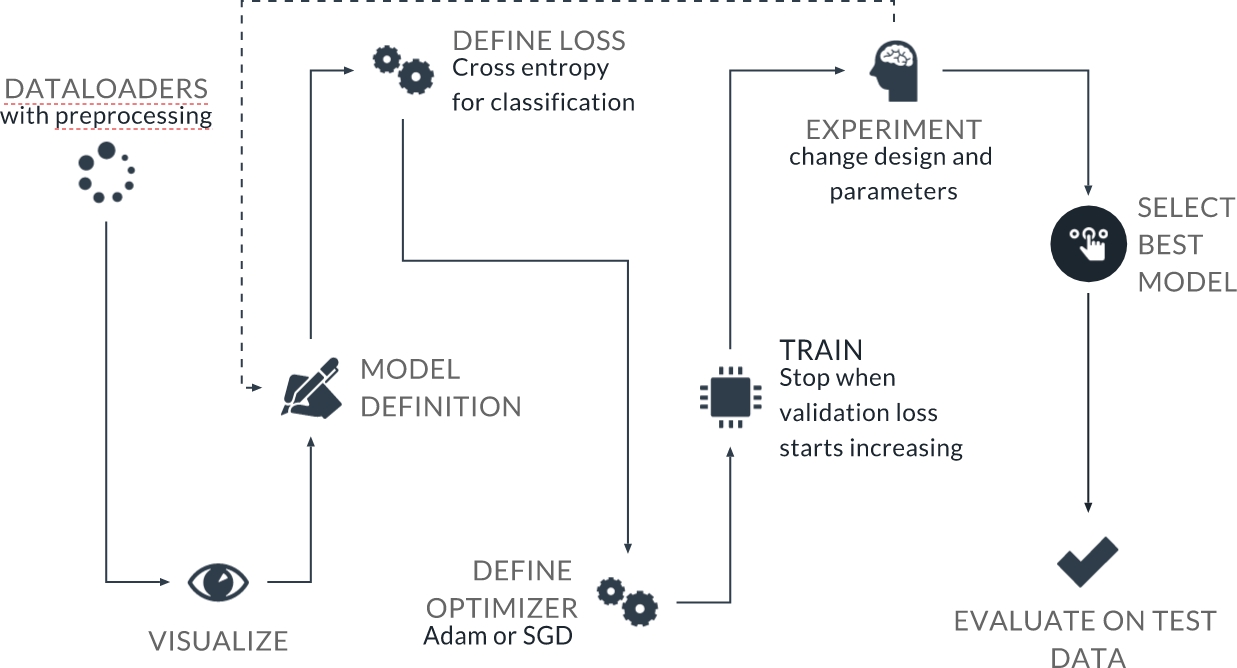 DATALOADERS
with preprocessing
VISUALIZE
MODEL
DEFINITION
DEFINE LOSS
Cross entropy
for classification
DEFINE
OPTIMIZER
Adam or SGD
TRAIN
Stop when
validation loss
starts increasing
EXPERIMENT
change design and
parameters
SELECT
BEST
MODEL
EVALUATE ON TEST
DATA